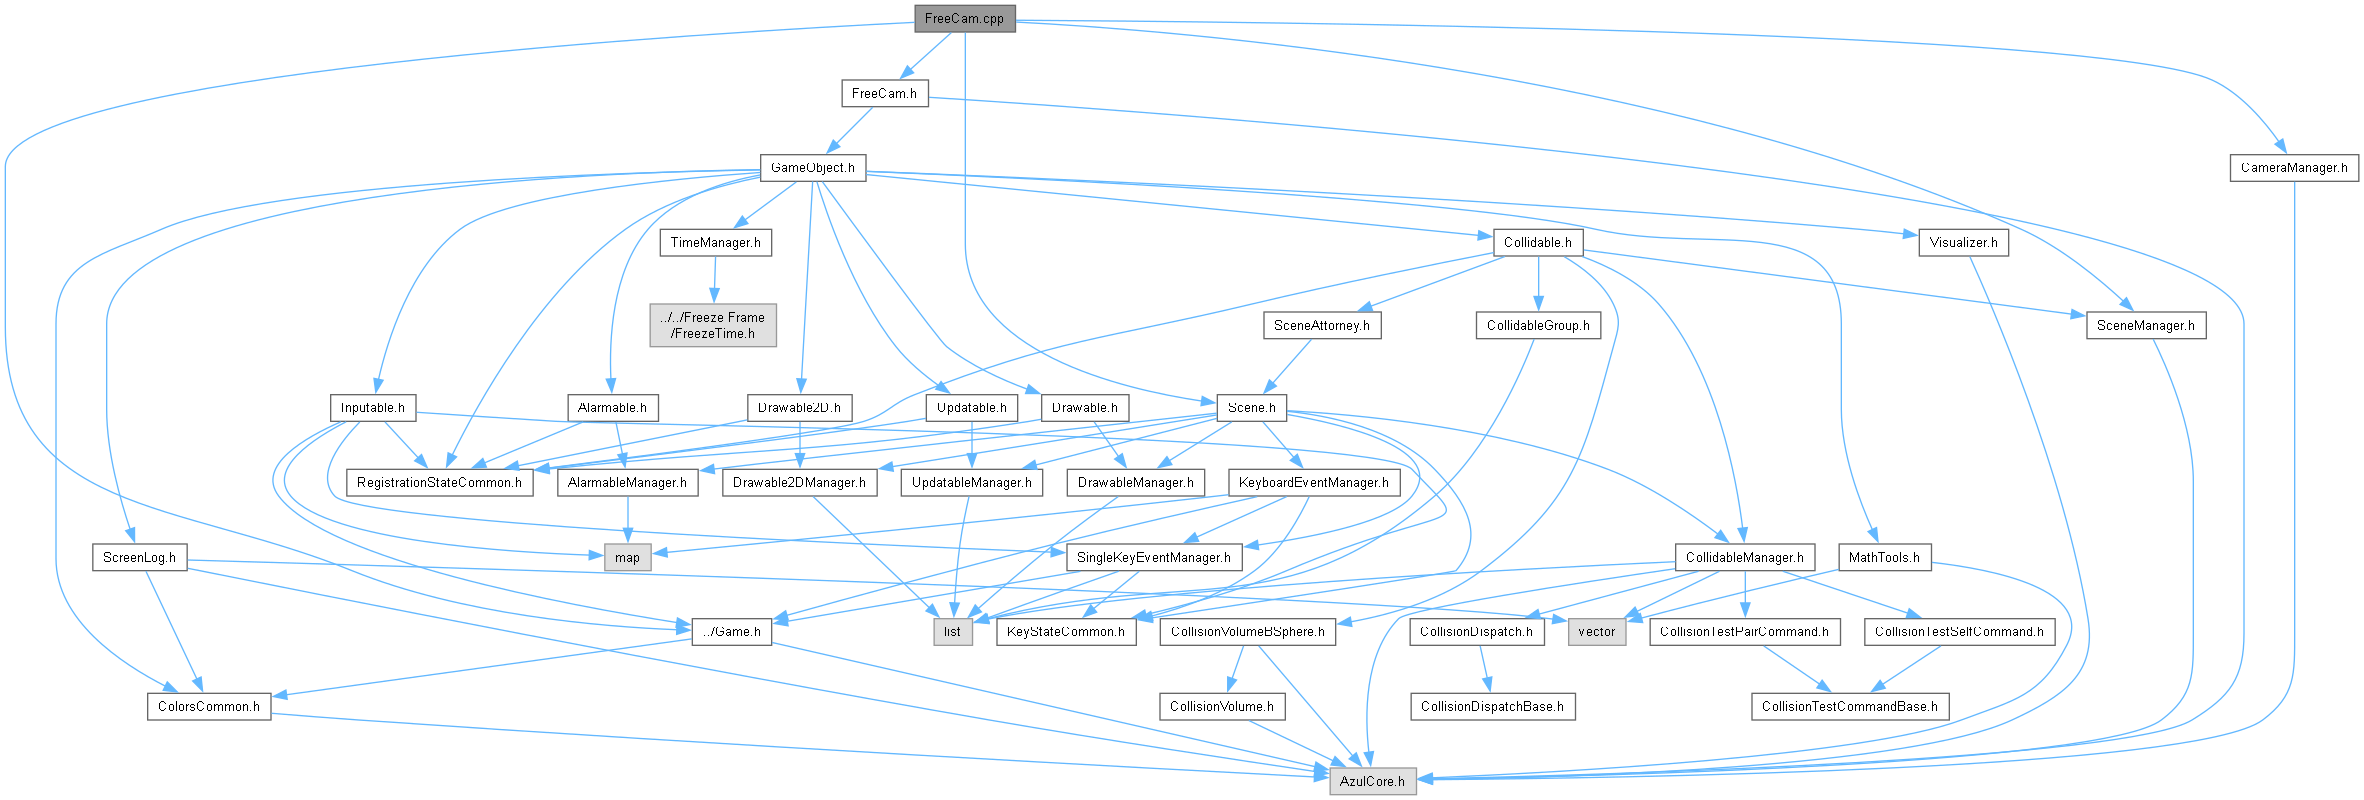 FreeCam.cpp
FreeCam.h
GameObject.h
CameraManager.h
TimeManager.h
Collidable.h
Visualizer.h
../../Freeze Frame
/FreezeTime.h
SceneAttorney.h
CollidableGroup.h
SceneManager.h
Inputable.h
Alarmable.h
Drawable2D.h
Updatable.h
Drawable.h
Scene.h
RegistrationStateCommon.h
AlarmableManager.h
Drawable2DManager.h
UpdatableManager.h
DrawableManager.h
KeyboardEventManager.h
ScreenLog.h
map
SingleKeyEventManager.h
CollidableManager.h
MathTools.h
../Game.h
list
KeyStateCommon.h
CollisionVolumeBSphere.h
CollisionDispatch.h
vector
CollisionTestPairCommand.h
CollisionTestSelfCommand.h
ColorsCommon.h
CollisionVolume.h
CollisionDispatchBase.h
CollisionTestCommandBase.h
AzulCore.h